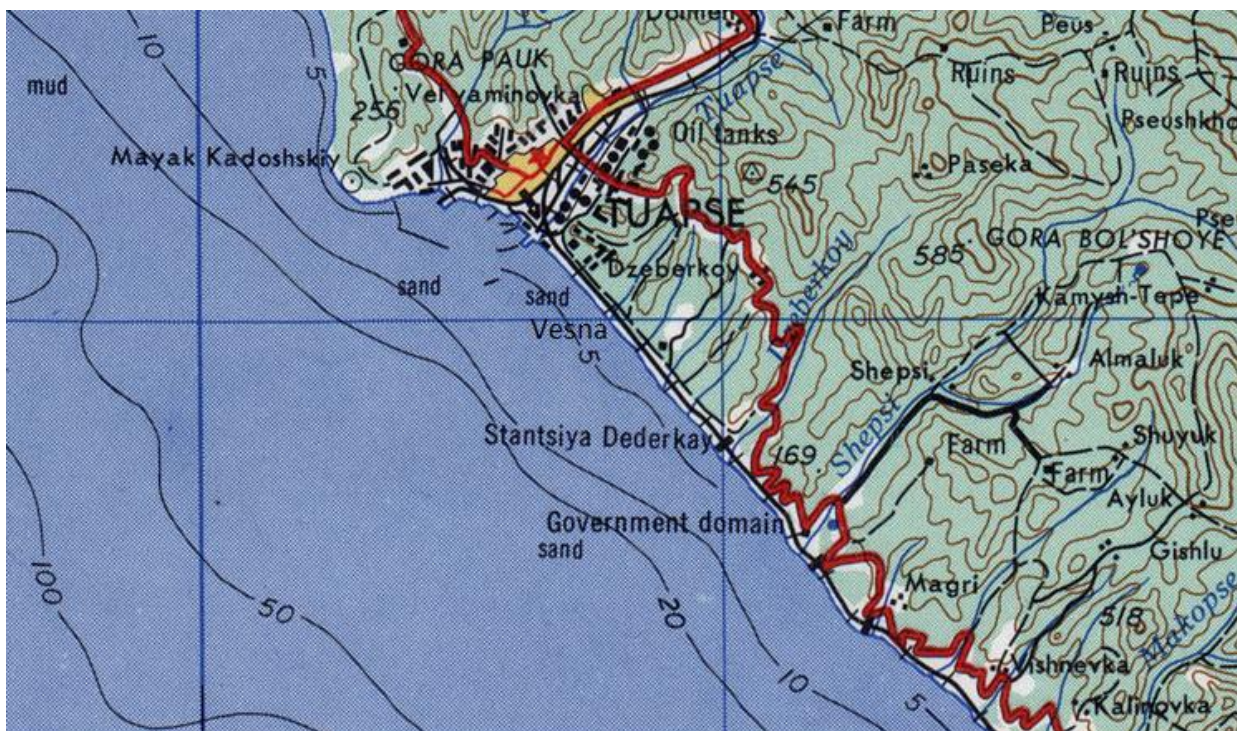 Dolmen
Farm
Peus
10
5
GORA PAUK
Ruins
Ruins
mud
256
Vel'yaminovka
Tuapse
Pseushkho
Oil tanks
Mayak Kadoshskiy
545
Paseka
TUAPSE
585
GORA BOL'SHOYE
Pse
Dzeberkoy
Dzeberkoy
sand
sand
Kamysh-Tepe
Vesna
5
Shepsi
Almaluk
Stantsiya Dederkay
169
Shepsi
Farm
Shuyuk
Farm
Ayluk
Government domain
sand
Gishlu
100
50
20
Magri
518
Makopse
10
5
Vishnevka
Kalinovka